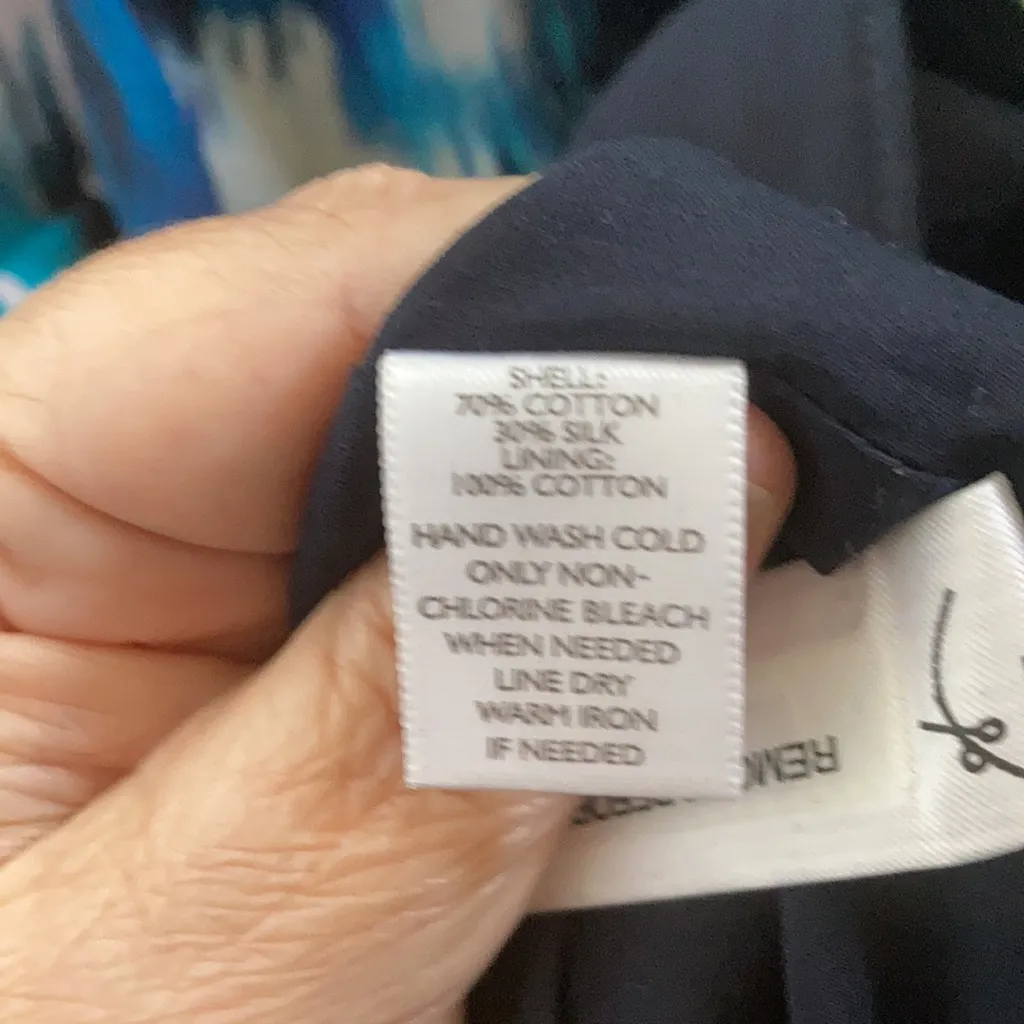 SHELL:
70% COTTON
30% SILK
LINING:
100% COTTON
HAND WASH COLD
ONLY NON-
CHLORINE BLEACH
WHEN NEEDED
LINE DRY
WARM IRON
IF NEEDED